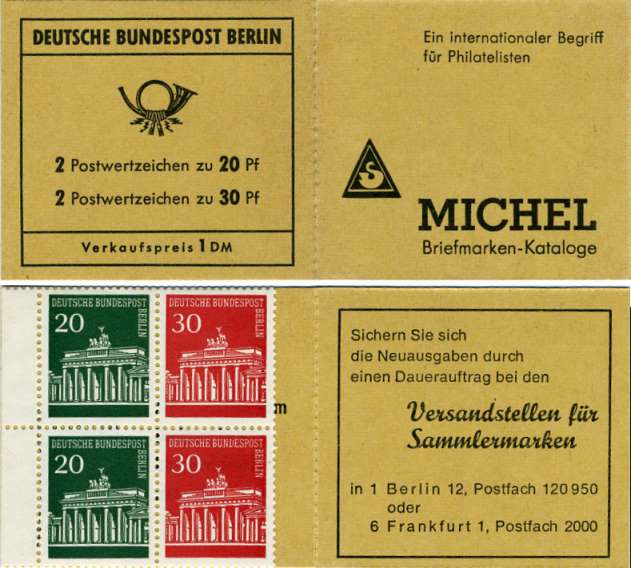 DEUTSCHE BUNDESPOST BERLIN
2 Postwertzeichen zu 20 Pf
2 Postwertzeichen zu 30 Pf
Verkaufspreis 1 DM
Ein internationaler Begriff
für Philatelisten
S
MICHEL
Briefmarken-Kataloge
DEUTSCHE BUNDESPOST
BERLIN
20
DEUTSCHE BUNDESPOST
BERLIN
30
DEUTSCHE BUNDESPOST
BERLIN
20
DEUTSCHE BUNDESPOST
BERLIN
30
m
Sichern Sie sich
die Neuausgaben durch
einen Dauerauftrag bei den
Versandstellen für
Sammlermarken
in 1 Berlin 12, Postfach 120 950
oder
6 Frankfurt 1, Postfach 2000